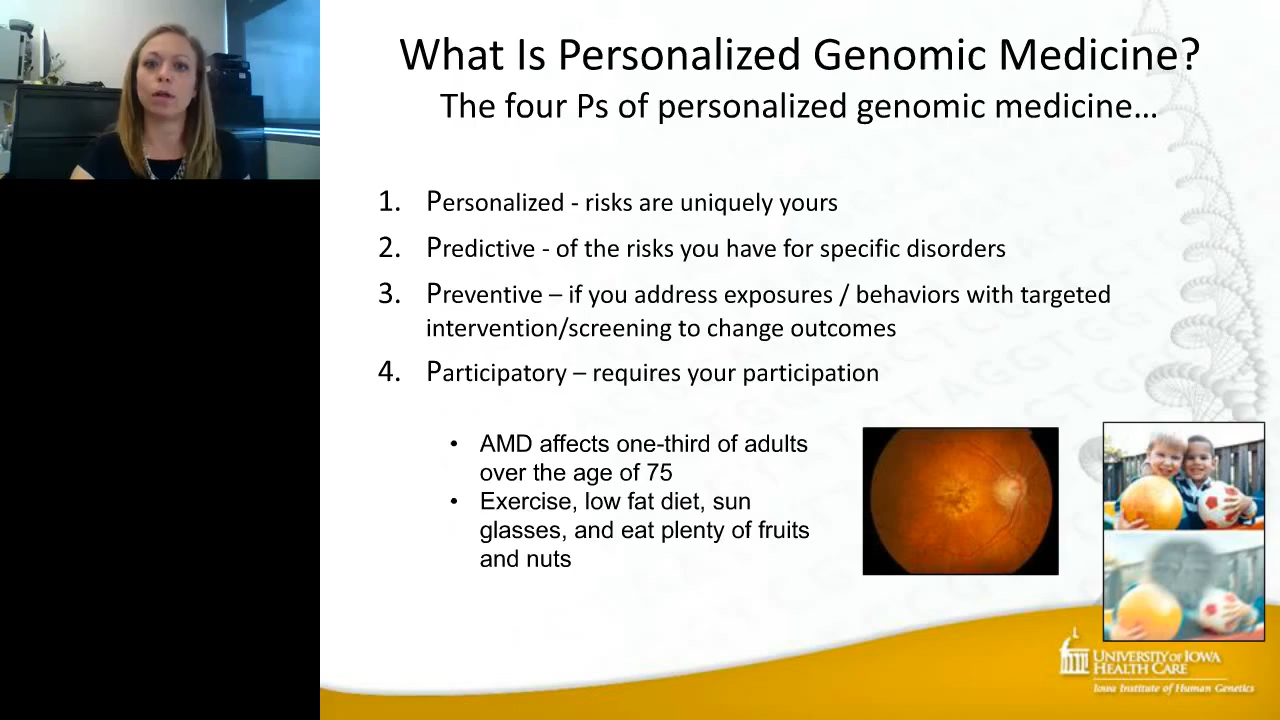 What Is Personalized Genomic Medicine?
The four Ps of personalized genomic medicine…
1. Personalized - risks are uniquely yours
2. Predictive - of the risks you have for specific disorders
3. Preventive – if you address exposures / behaviors with targeted
intervention/screening to change outcomes
4. Participatory – requires your participation
• AMD affects one-third of adults
over the age of 75
• Exercise, low fat diet, sun
glasses, and eat plenty of fruits
and nuts
UNIVERSITY OF IOWA
HEALTH CARE
Iowa Institute of Human Genetics